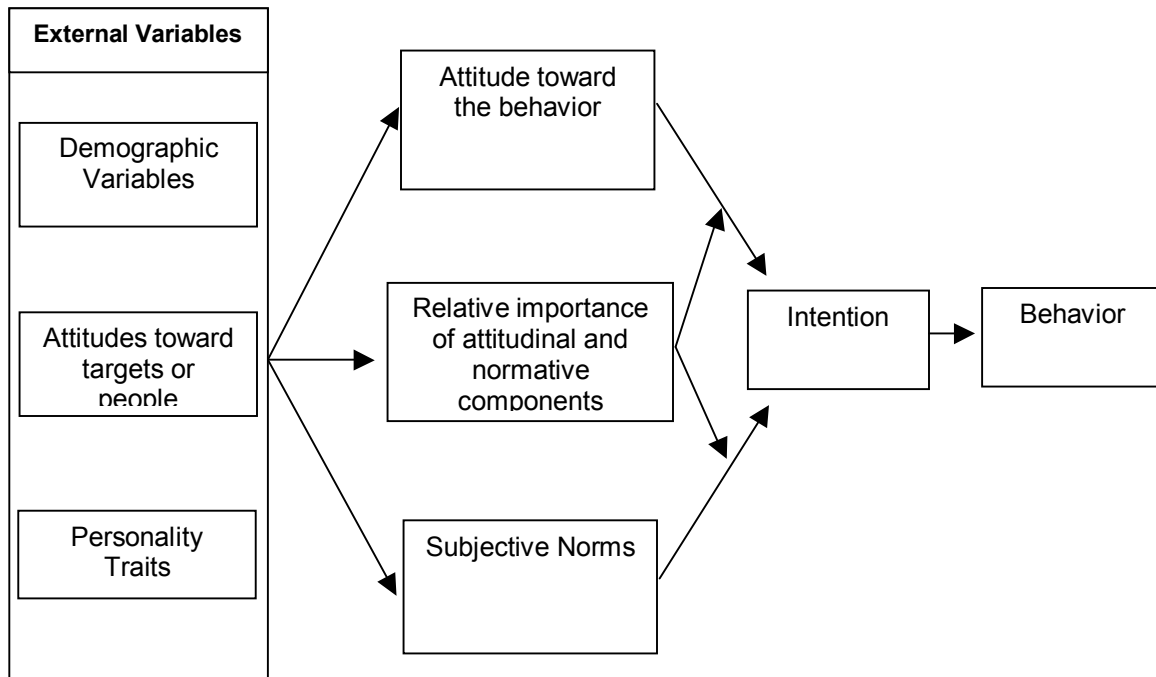 External Variables
Demographic
Variables
Attitudes toward
targets or
people
Personality
Traits
Attitude toward
the behavior
Relative importance
of attitudinal and
normative
components
Subjective Norms
Intention
Behavior